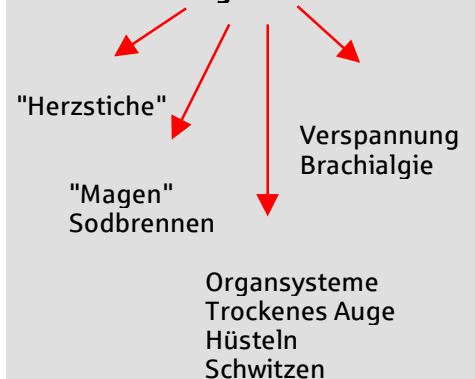 "Herzstiche"
Verspannung
Brachialgie
"Magen"
Sodbrennen
Organsysteme
Trockenes Auge
Hüsteln
Schwitzen